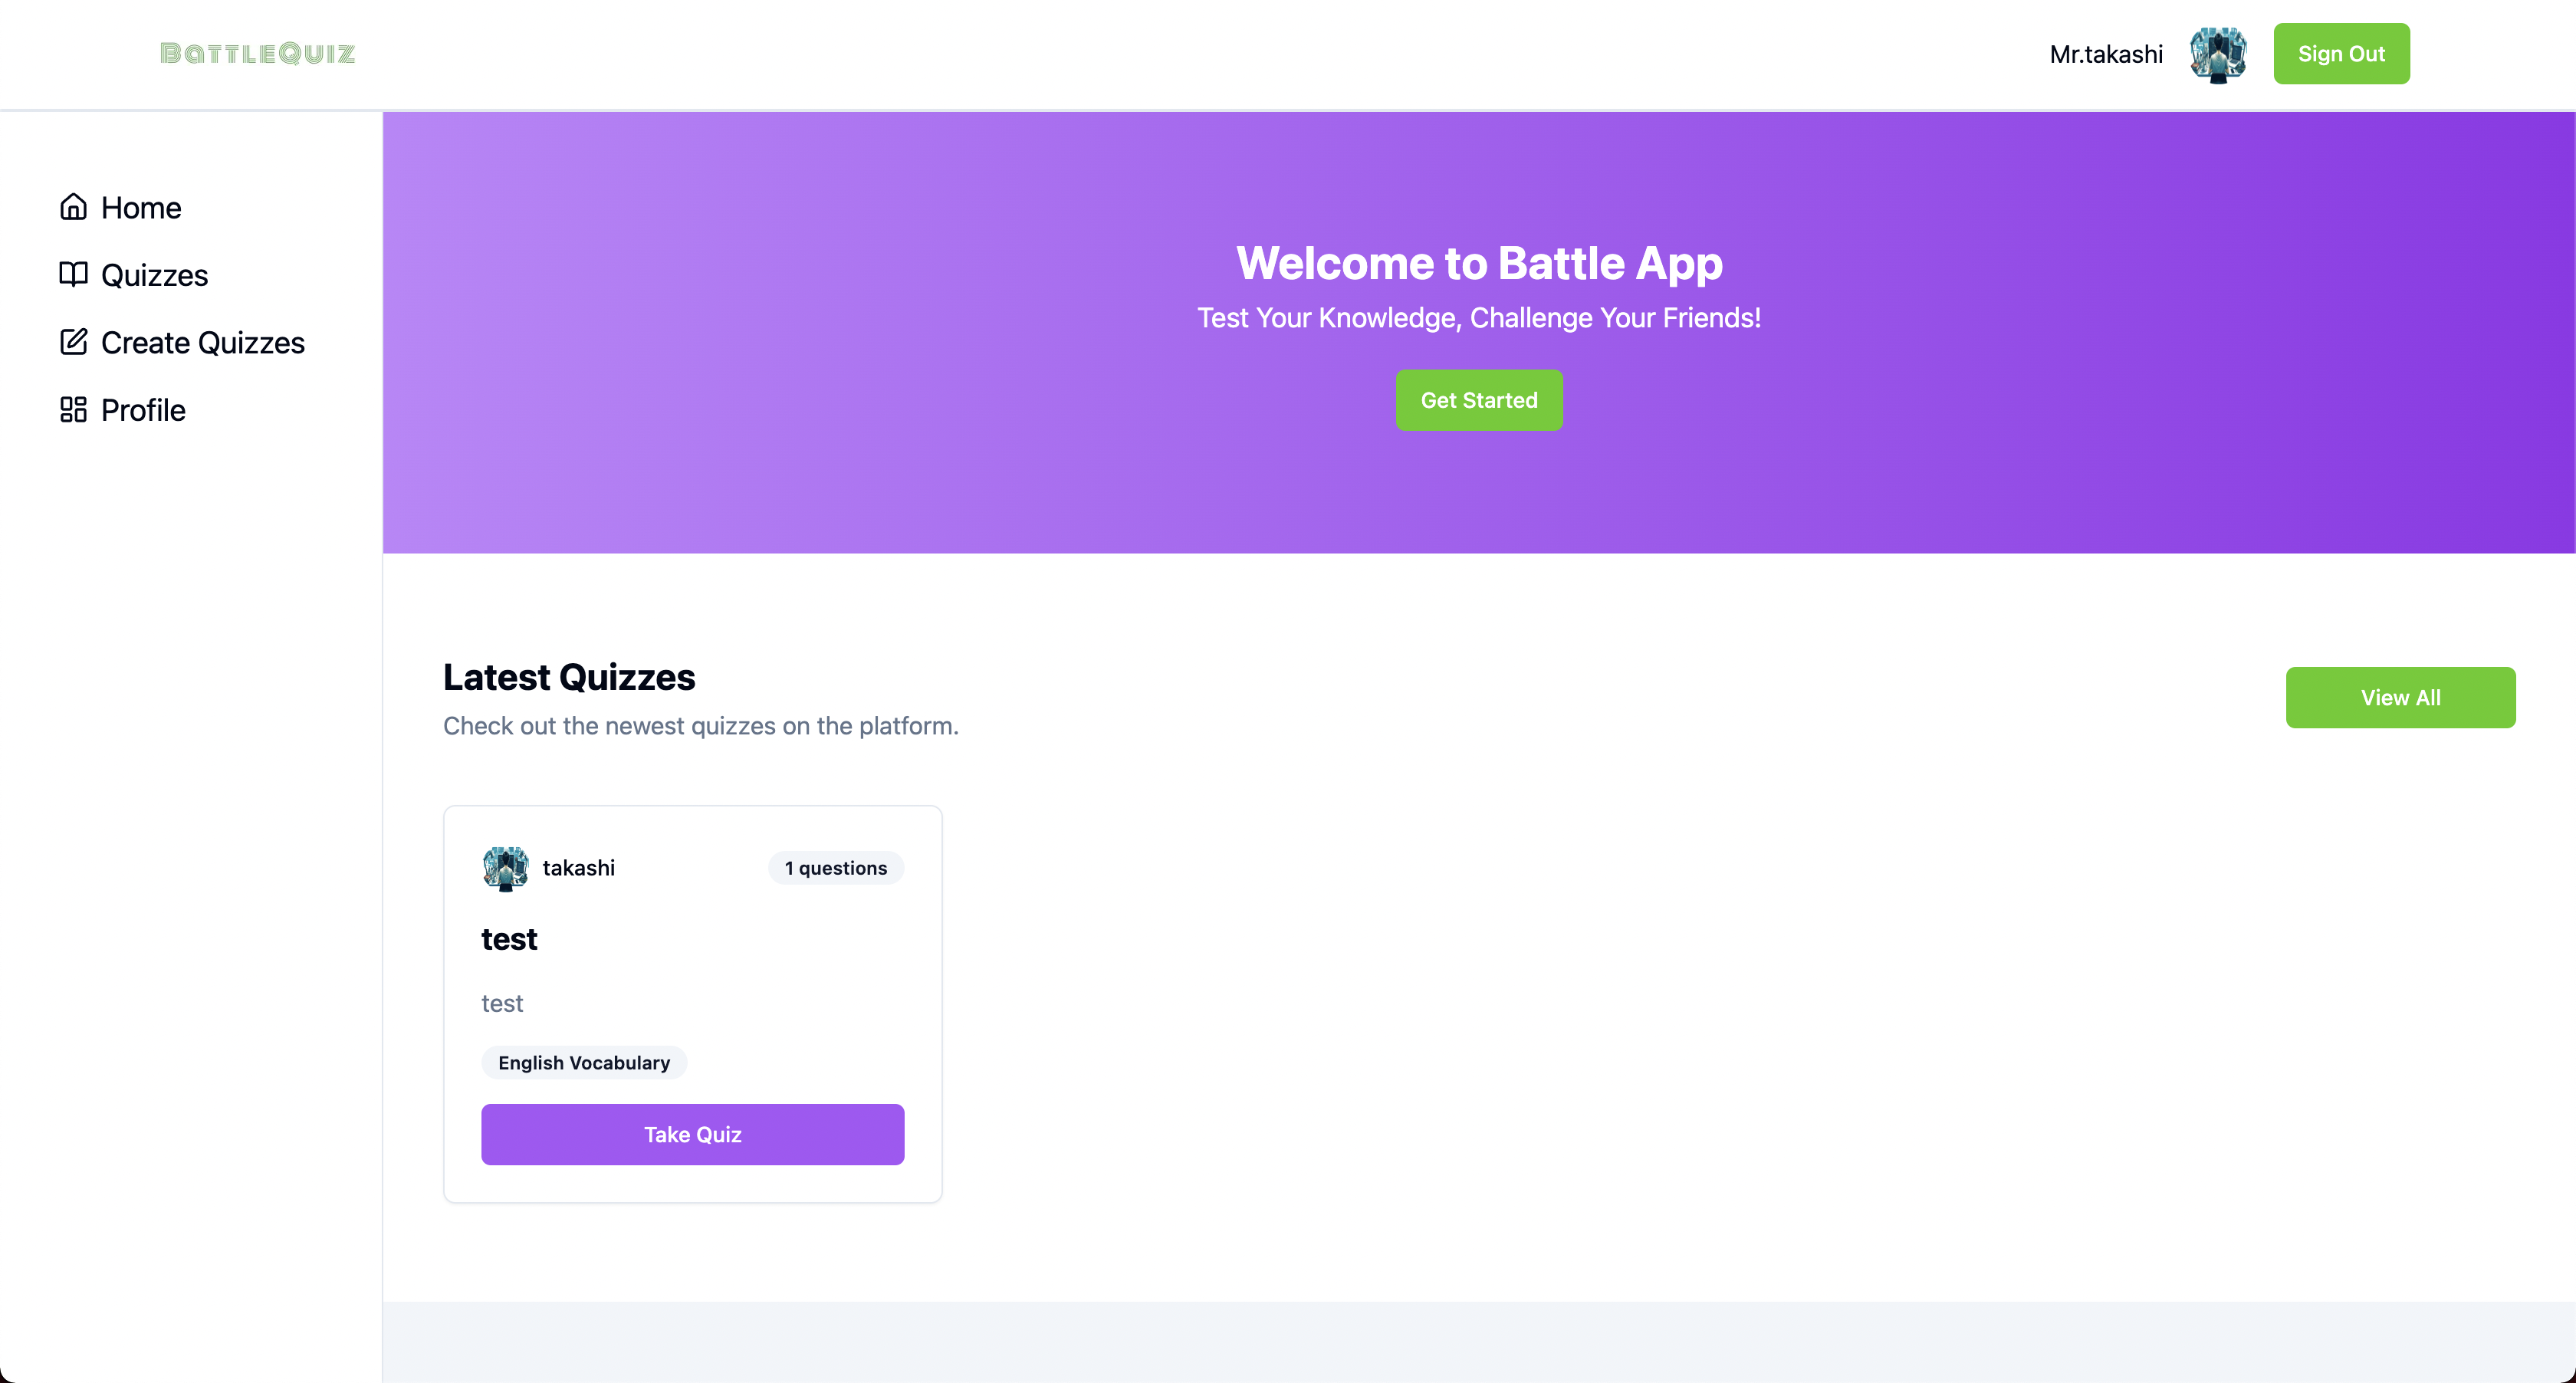 BATTLEQUIZ
Mr.takashi
Sign Out
Home
Quizzes
Create Quizzes
Profile
Welcome to Battle App
Test Your Knowledge, Challenge Your Friends!
Get Started
Latest Quizzes
Check out the newest quizzes on the platform.
View All
takashi
1 questions
test
test
English Vocabulary
Take Quiz